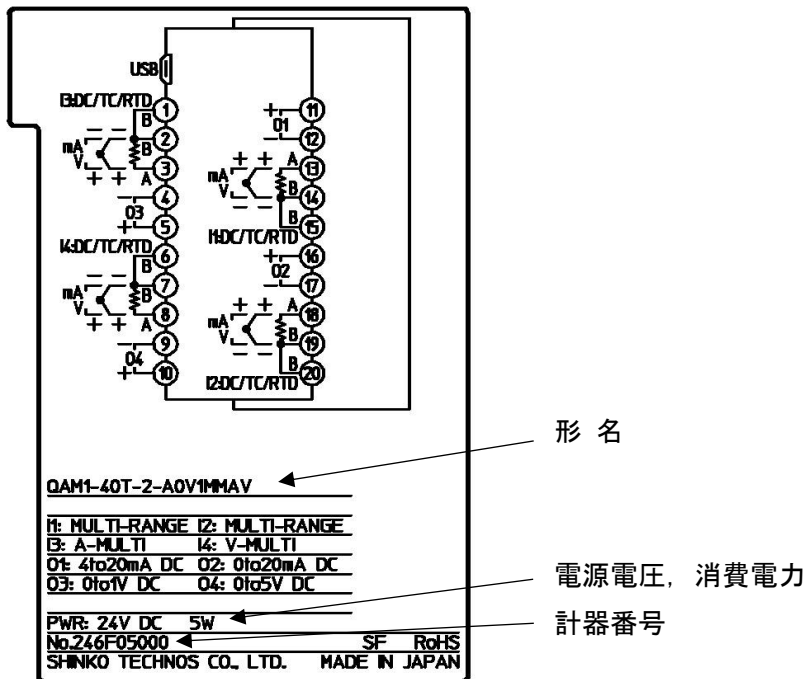 USB
I3:DC/TC/RTD
B
1
2
mA
V
− −
B
3
+ +
A
4
−
O3
5
+
I4:DC/TC/RTD
6
B
7
mA
V
− −
B
8
+ +
A
9
−
O4
10
+
+
11
O1
−
12
+ +
A
13
mA
V
B
14
− −
B
15
I1:DC/TC/RTD
+
16
O2
−
17
+ +
A
18
mA
V
B
19
− −
B
20
I2:DC/TC/RTD
形 名
QAM1-40T-2-A0V1MMAV
I1: MULTI-RANGE I2: MULTI-RANGE
I3: A-MULTI I4: V-MULTI
O1: 4to20mA DC O2: 0to20mA DC
O3: 0to1V DC O4: 0to5V DC
電源電圧, 消費電力
PWR: 24V DC 5W
計器番号
No.246F05000 SF RoHS
SHINKO TECHNOS CO., LTD. MADE IN JAPAN